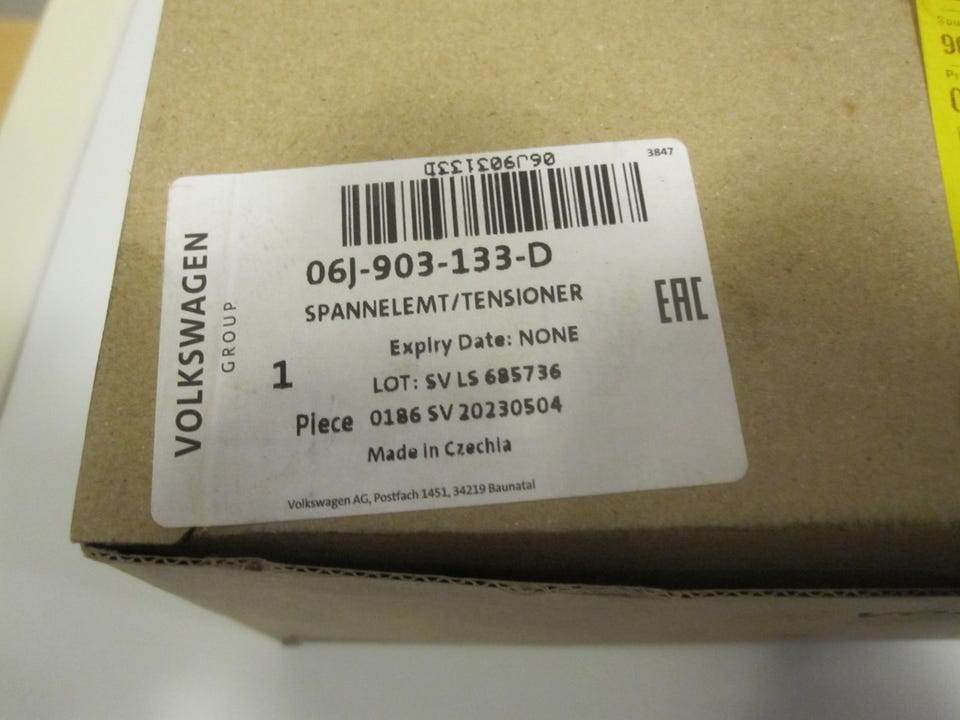 06J903133D
3847
06J-903-133-D
SPANNELEMT/TENSIONER
EAC
Expiry Date: NONE
1
Piece
LOT: SV LS 685736
0186 SV 20230504
Made in Czechia
Volkswagen AG, Postfach 1451, 34219 Baunatal
VOLKSWAGEN
GROUP